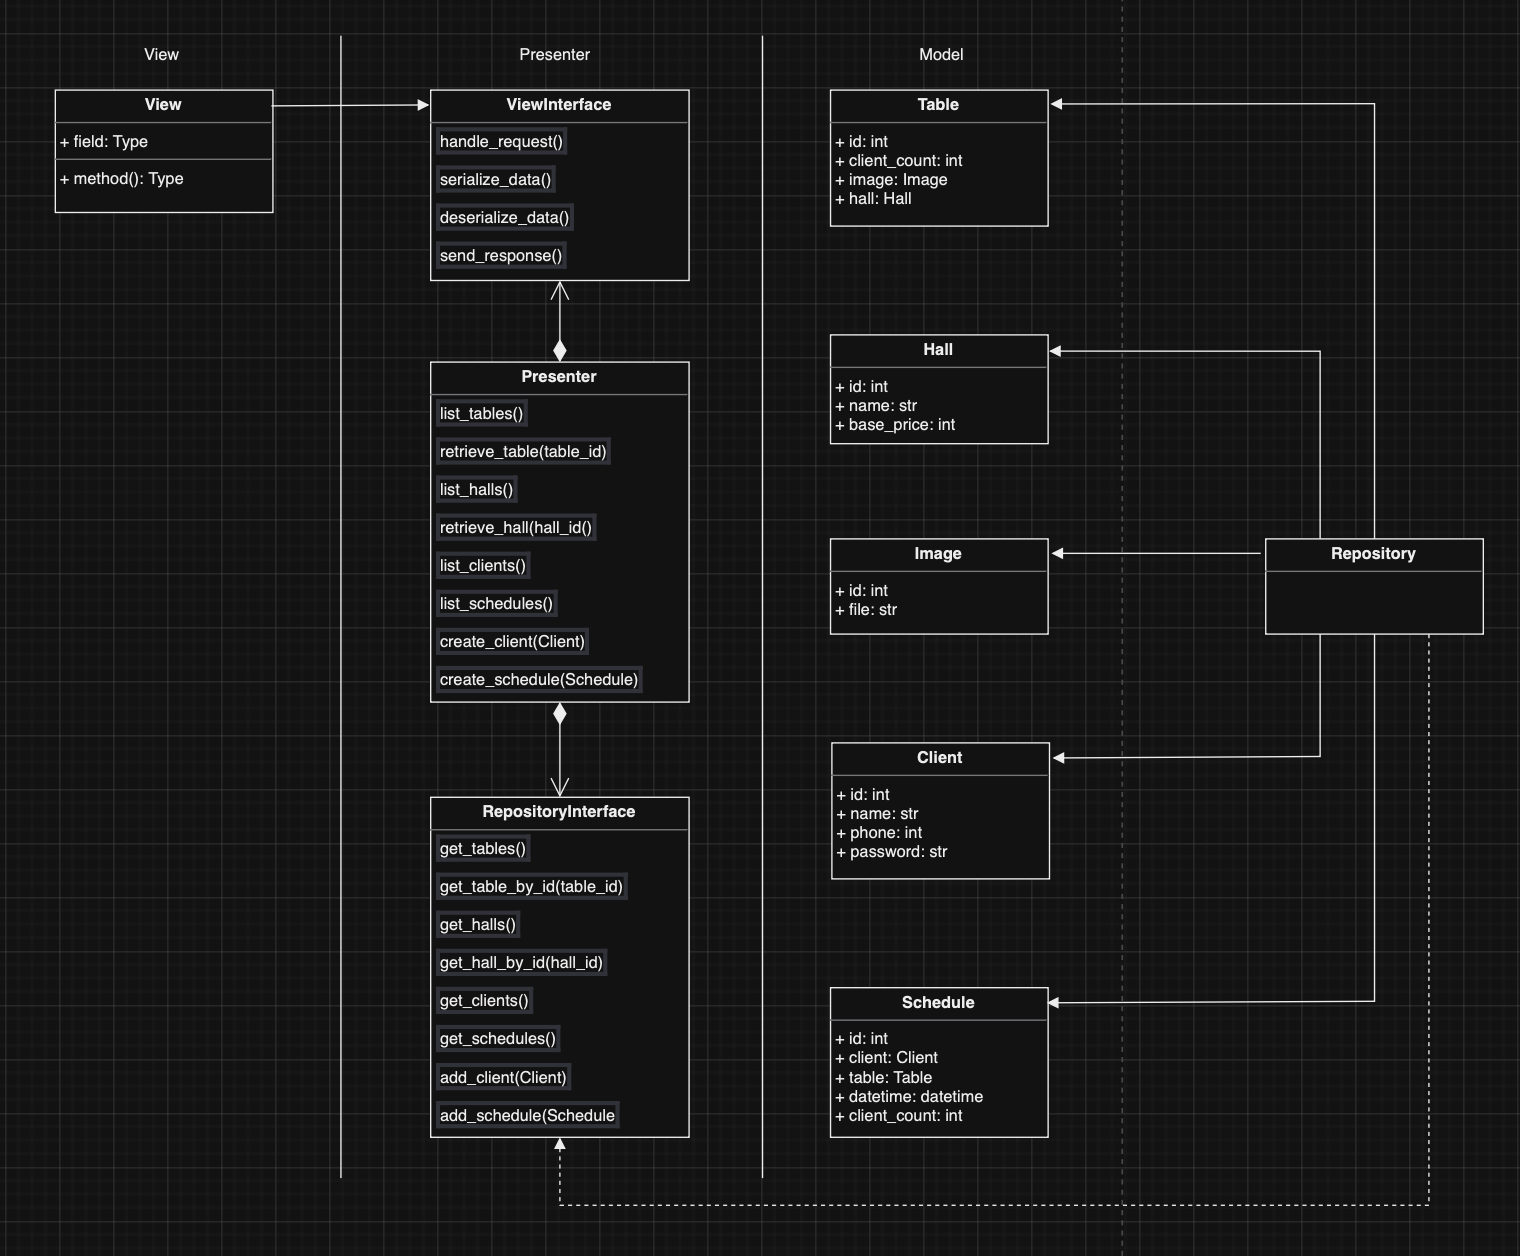 View
Presenter
Model
View
+ field: Type
+ method(): Type
ViewInterface
handle_request()
serialize_data()
deserialize_data()
send_response()
Presenter
list_tables()
retrieve_table(table_id)
list_halls()
retrieve_hall(hall_id()
list_clients()
list_schedules()
create_client(Client)
create_schedule(Schedule)
RepositoryInterface
get_tables()
get_table_by_id(table_id)
get_halls()
get_hall_by_id(hall_id)
get_clients()
get_schedules()
add_client(Client)
add_schedule(Schedule
Table
+ id: int
+ client_count: int
+ image: Image
+ hall: Hall
Hall
+ id: int
+ name: str
+ base_price: int
Image
+ id: int
+ file: str
Client
+ id: int
+ name: str
+ phone: int
+ password: str
Schedule
+ id: int
+ client: Client
+ table: Table
+ datetime: datetime
+ client_count: int
Repository